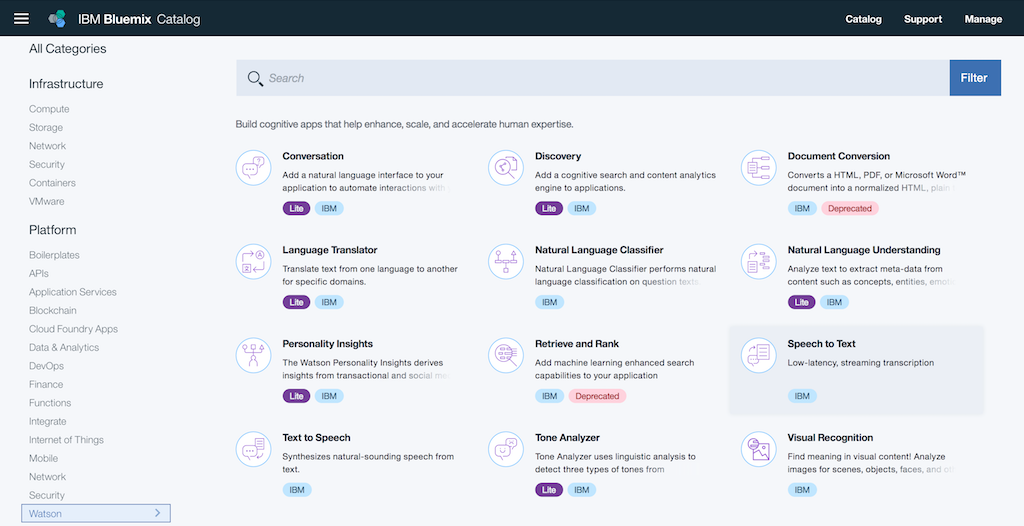 IBM Bluemix Catalog
Catalog Support Manage
All Categories
Infrastructure
Compute
Storage
Network
Security
Containers
VMware
Platform
Boilerplates
APIs
Application Services
Blockchain
Cloud Foundry Apps
Data & Analytics
DevOps
Finance
Functions
Integrate
Internet of Things
Mobile
Network
Security
Watson
Search
Filter
Build cognitive apps that help enhance, scale, and accelerate human expertise.
Conversation
Add a natural language interface to your
application to automate interactions with
Lite IBM
Discovery
Add a cognitive search and content analytics
engine to applications.
Lite IBM
Document Conversion
Converts a HTML, PDF, or Microsoft Word™
document into a normalized HTML, plain
IBM Deprecated
Language Translator
Translate text from one language to another
for specific domains.
Lite IBM
Natural Language Classifier
Natural Language Classifier performs natural
language classification on question texts.
IBM
Natural Language Understanding
Analyze text to extract meta-data from
content such as concepts, entities,
Lite IBM
Personality Insights
The Watson Personality Insights derives
insights from transactional and social
Lite IBM
Retrieve and Rank
Add machine learning enhanced search
capabilities to your application
IBM Deprecated
Speech to Text
Low-latency, streaming transcription
IBM
Text to Speech
Synthesizes natural-sounding speech from
text.
IBM
Tone Analyzer
Tone Analyzer uses linguistic analysis to
detect three types of tones from
Lite IBM
Visual Recognition
Find meaning in visual content! Analyze
images for scenes, objects, faces, and
IBM